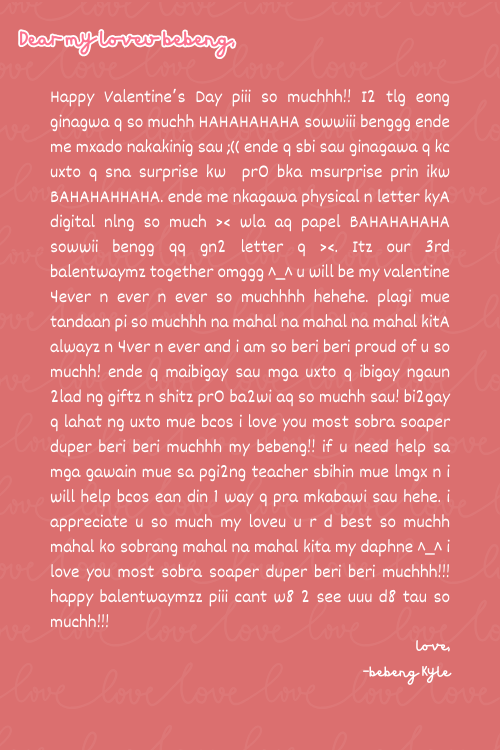 Dear my lover bebeng,
Happy Valentine's Day piii so muchhh!! I2 tlg eong
ginagwa q so muchh HAHAHAHAHA sowwiii benggg ende
me mxado nakakinig sau ;(( ende q sbi sau ginagawa q kc
uxto q sna surprise kw prO bka msurprise prin ikw
BAHAHAHHAHA. ende me nkagawa physical n letter kyA
digital nlng so much >< wla aq papel BAHAHAHAHA
sowwii bengg qq gn2 letter q ><. Itz our 3rd
balentwaymz together omggg ^_^ u will be my valentine
4ever n ever n ever so muchhhh hehehe. plagi mue
tandaan pi so muchhh na mahal na mahal na mahal kitA
alwayz n 4ver n ever and i am so beri beri proud of u so
muchh! ende q maibigay sau mga uxto q ibigay ngaun
2lad ng giftz n shitz prO ba2wi aq so muchh sau! bi2gay
q lahat ng uxto mue bcos i love you most sobra soaper
duper beri beri muchhh my bebeng!! if u need help sa
mga gawain mue sa pgi2ng teacher sbihin mue lmgx n i
will help bcos ean din 1 way q pra mkabawi sau hehe. i
appreciate u so much my loveu u r d best so muchh
mahal ko sobrang mahal na mahal kita my daphne ^_^ i
love you most sobra soaper duper beri beri muchhh!!!
happy balentwaymzz piii cant w8 2 see uuu d8 tau so
muchh!!!
love,
-bebeng Kyle